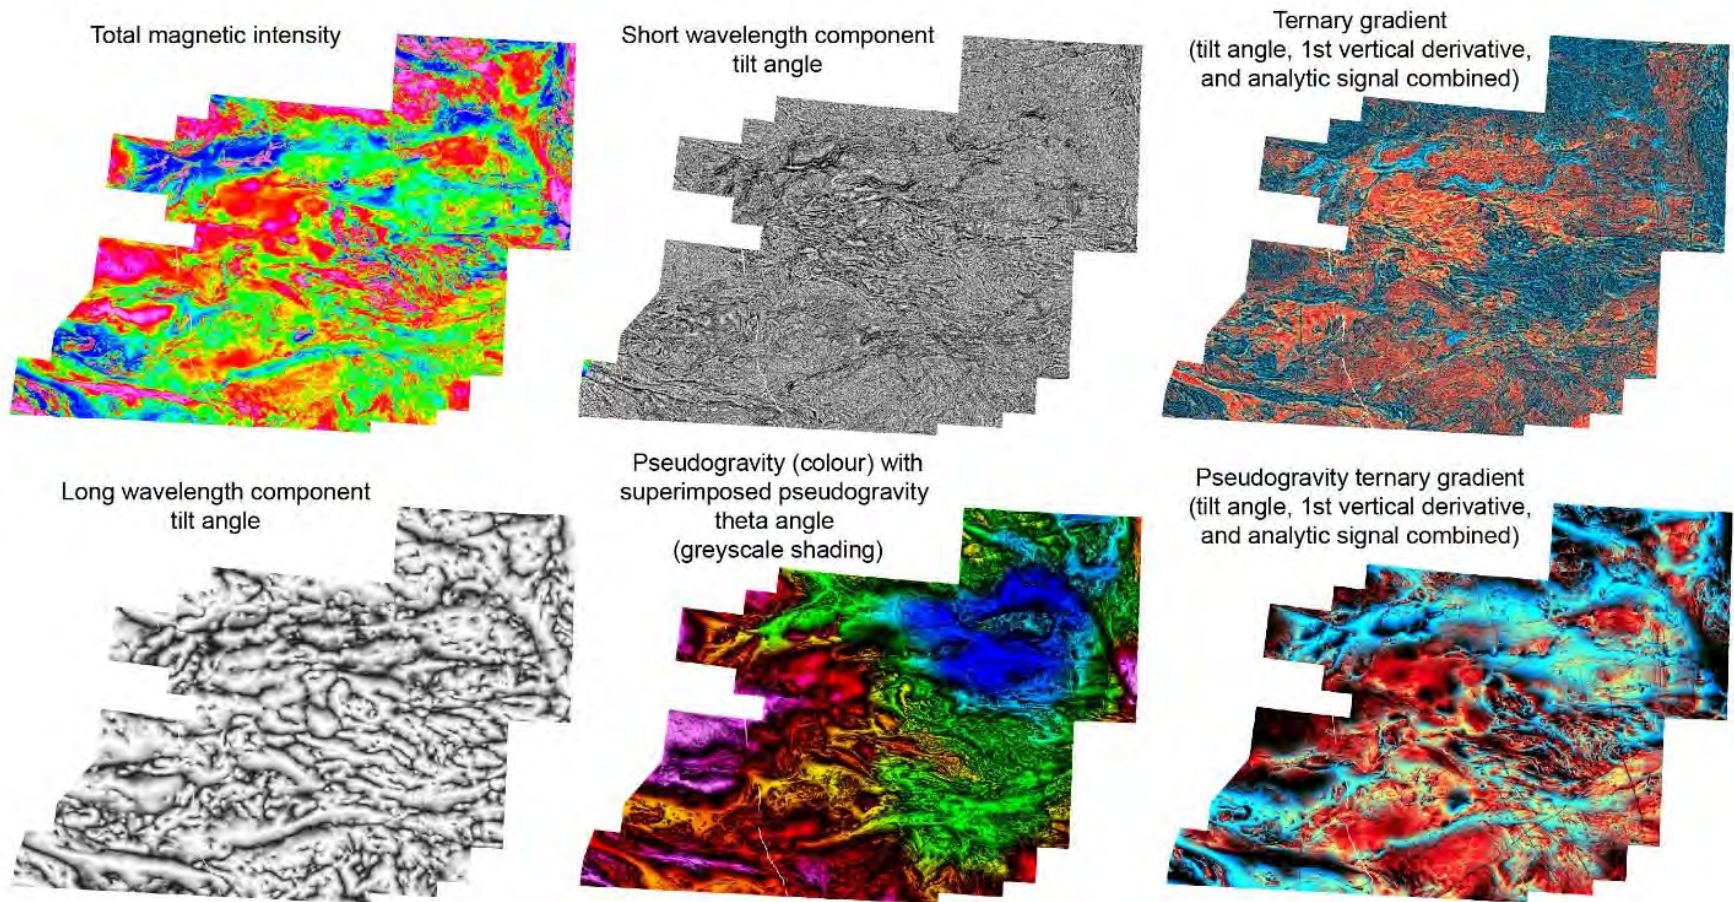 Total magnetic intensity
Short wavelength component
tilt angle
Ternary gradient
(tilt angle, 1st vertical derivative,
and analytic signal combined)
Long wavelength component
tilt angle
Pseudogravity (colour) with
superimposed pseudogravity
theta angle
(greyscale shading)
Pseudogravity ternary gradient
(tilt angle, 1st vertical derivative,
and analytic signal combined)